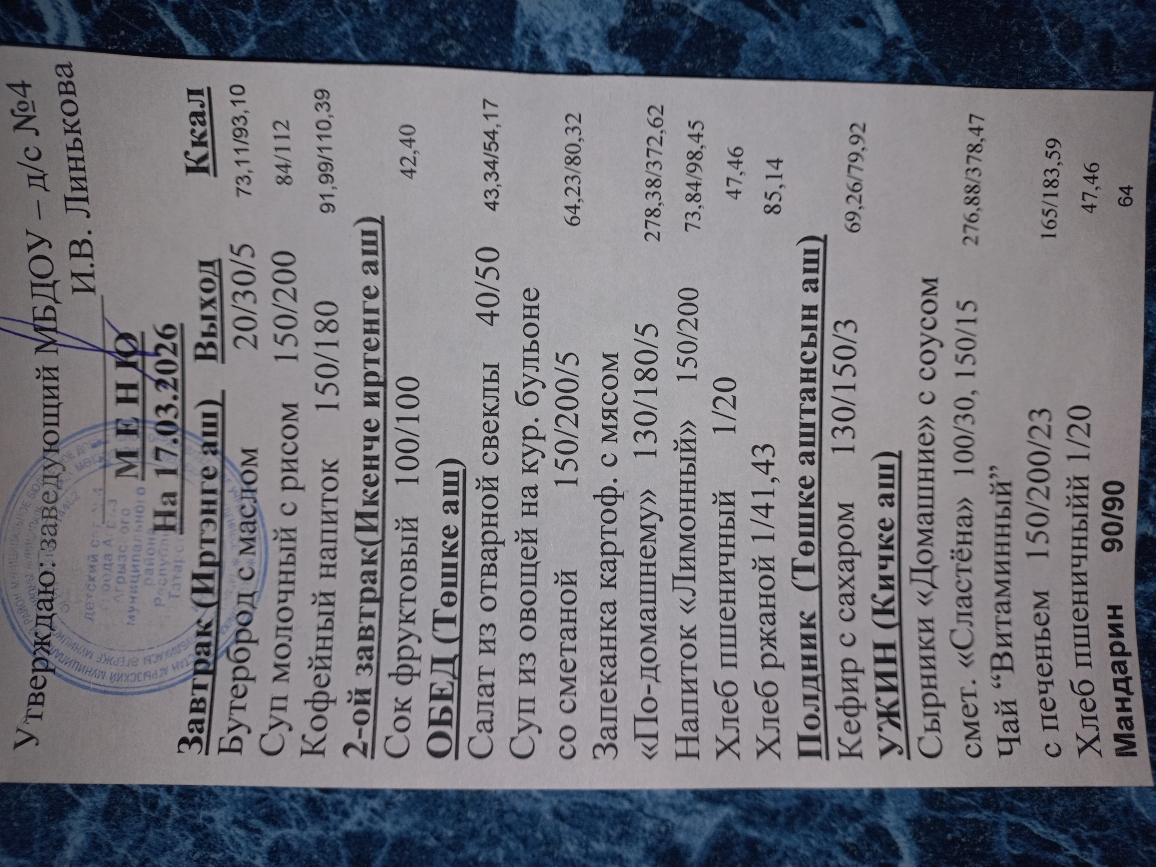 Утверждаю: заведующий МБДОУ – д/с №4
И.В. Линькова
М Е Н Ю
На 17.03.2026
Завтрак (Иртэнге аш) Выход Ккал
Бутерброд с маслом 20/30/5 73,11/93,10
Суп молочный с рисом 150/200 84/112
Кофейный напиток 150/180 91,99/110,39
2-ой завтрак(Икенче иртенге аш)
Сок фруктовый 100/100 42,40
ОБЕД (Төшке аш)
Салат из отварной свеклы 40/50 43,34/54,17
Суп из овощей на кур. бульоне
со сметаной 150/200/5 64,23/80,32
Запеканка картоф. с мясом
«По-домашнему» 130/180/5 278,38/372,62
Напиток «Лимонный» 150/200 73,84/98,45
Хлеб пшеничный 1/20 47,46
Хлеб ржаной 1/41,43 85,14
Полдник (Төшке аштансын аш)
Кефир с сахаром 130/150/3 69,26/79,92
УЖИН (Кичке аш)
Сырники «Домашние» с соусом
смет. «Сластёна» 100/30, 150/15 276,88/378,47
Чай “Витаминный”
с печеньем 150/200/23 165/183,59
Хлеб пшеничныйй 1/20 47,46
Мандарин 90/90 64
детский с
Агрызского
муниципального
района
Республ
Татарс